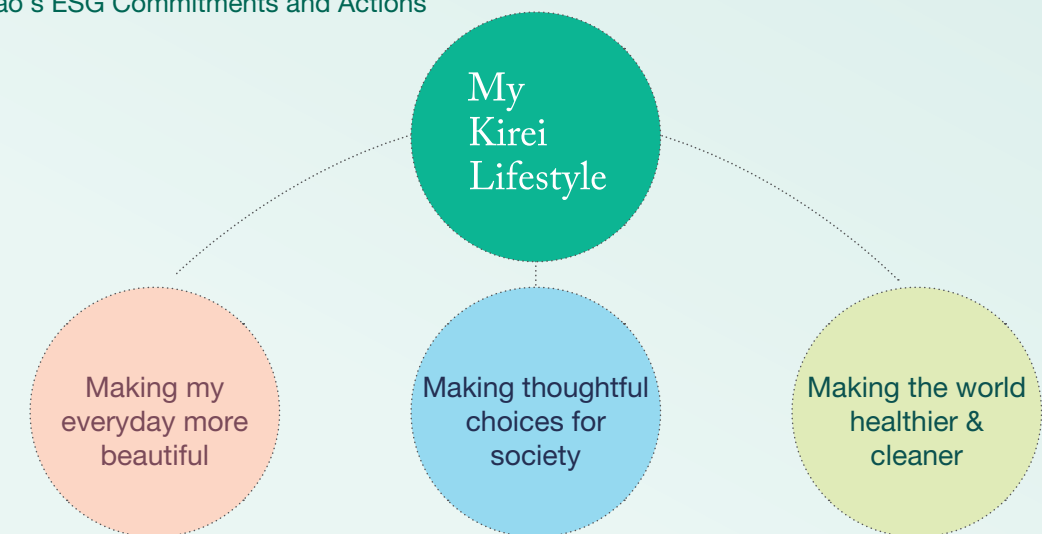 ao's ESG Commitments and Actions
My
Kirei
Lifestyle
Making my
everyday more
beautiful
Making thoughtful
choices for
society
Making the world
healthier &
cleaner